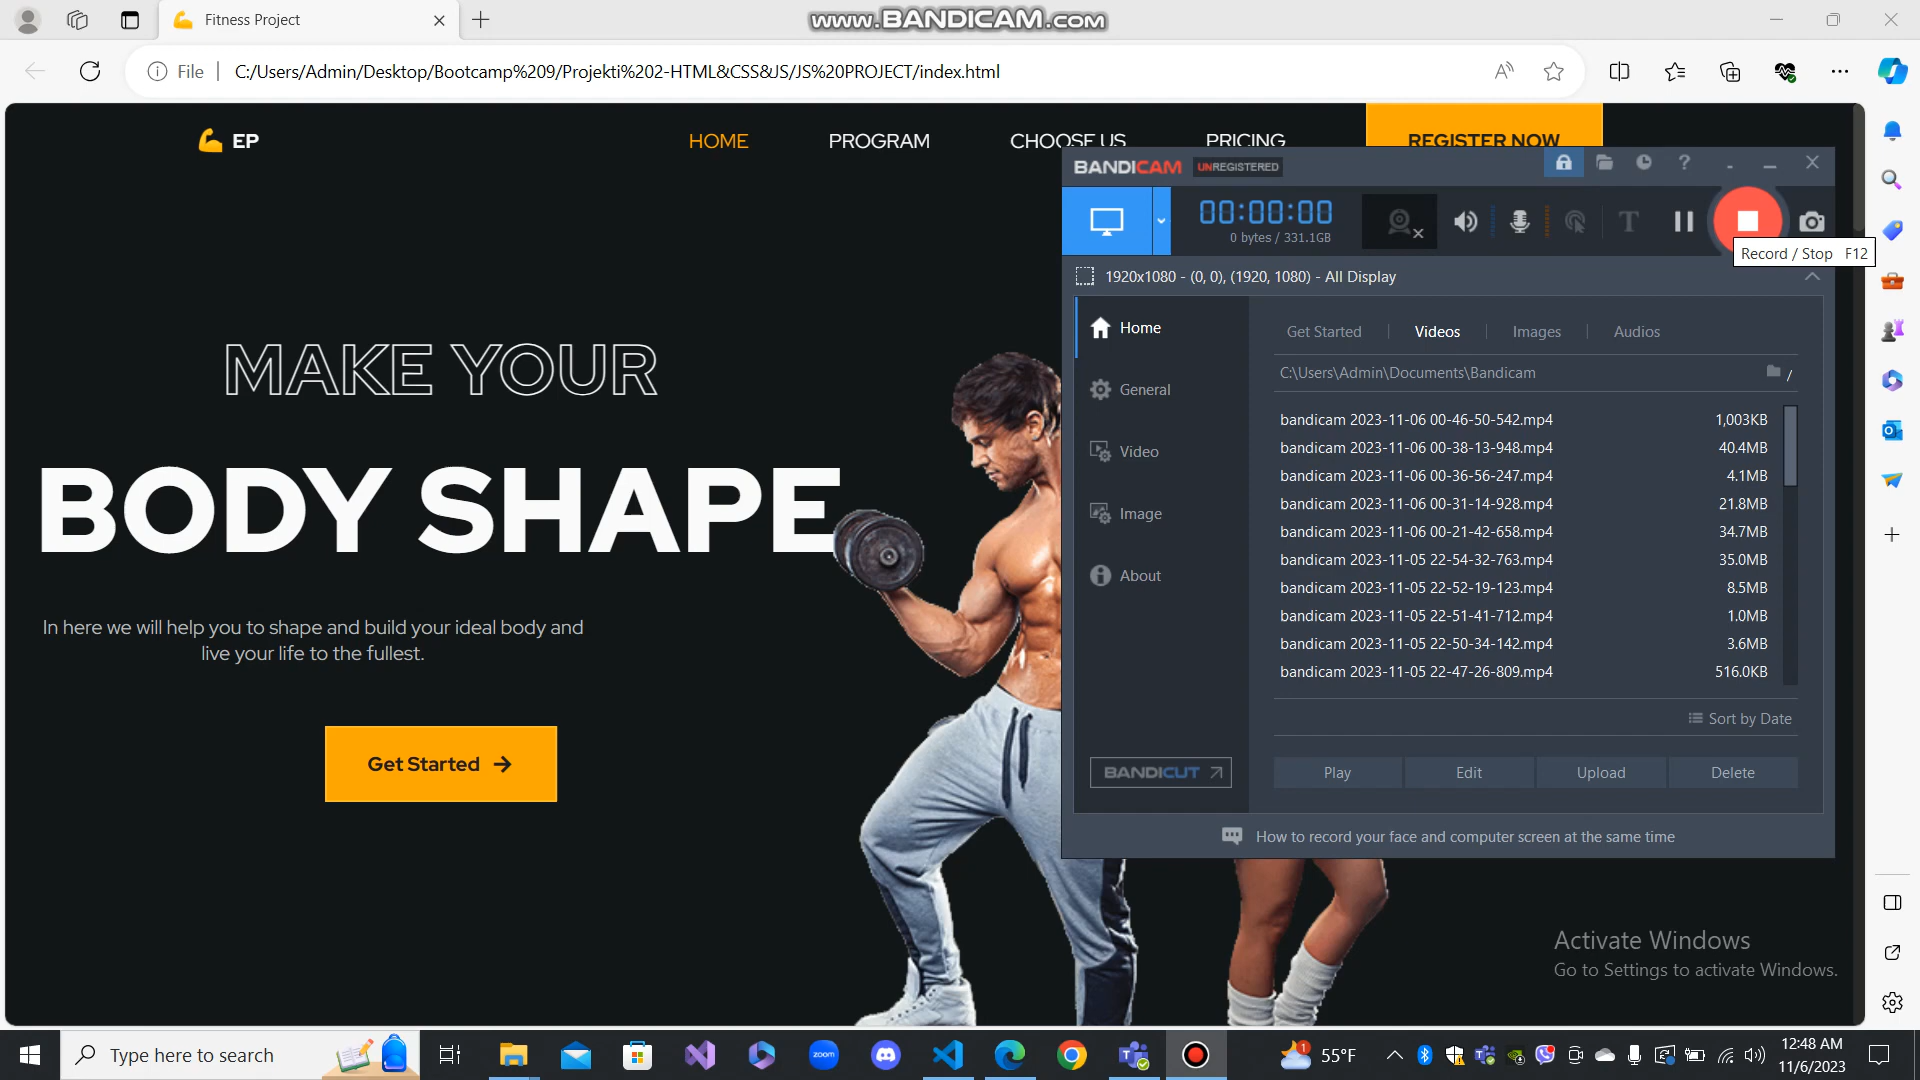 Fitness Project
www.BANDICAM.com
File
C:/Users/Admin/Desktop/Bootcamp%209/Projekti%202-HTML&CSS&JS/JS%20PROJECT/index.html
EP
HOME
PROGRAM
CHOOSE US
PRICING
REGISTER NOW
MAKE YOUR
BODY SHAPE
In here we will help you to shape and build your ideal body and
live your life to the fullest.
Get Started
BANDICAM
UNREGISTERED
00:00:00
0 bytes / 331.1GB
Record / Stop F12
1920x1080 - (0, 0), (1920, 1080) - All Display
Home
General
Video
Image
About
BANDICUT
Get Started
Videos
Images
Audios
C:\Users\Admin\Documents\Bandicam
/
bandicam 2023-11-06 00-46-50-542.mp4 1,003KB
bandicam 2023-11-06 00-38-13-948.mp4 40.4MB
bandicam 2023-11-06 00-36-56-247.mp4 4.1MB
bandicam 2023-11-06 00-31-14-928.mp4 21.8MB
bandicam 2023-11-06 00-21-42-658.mp4 34.7MB
bandicam 2023-11-05 22-54-32-763.mp4 35.0MB
bandicam 2023-11-05 22-52-19-123.mp4 8.5MB
bandicam 2023-11-05 22-51-41-712.mp4 1.0MB
bandicam 2023-11-05 22-50-34-142.mp4 3.6MB
bandicam 2023-11-05 22-47-26-809.mp4 516.0KB
Sort by Date
Play
Edit
Upload
Delete
How to record your face and computer screen at the same time
Activate Windows
Go to Settings to activate Windows.
Type here to search
zoom
1
55°F
12:48 AM
11/6/2023